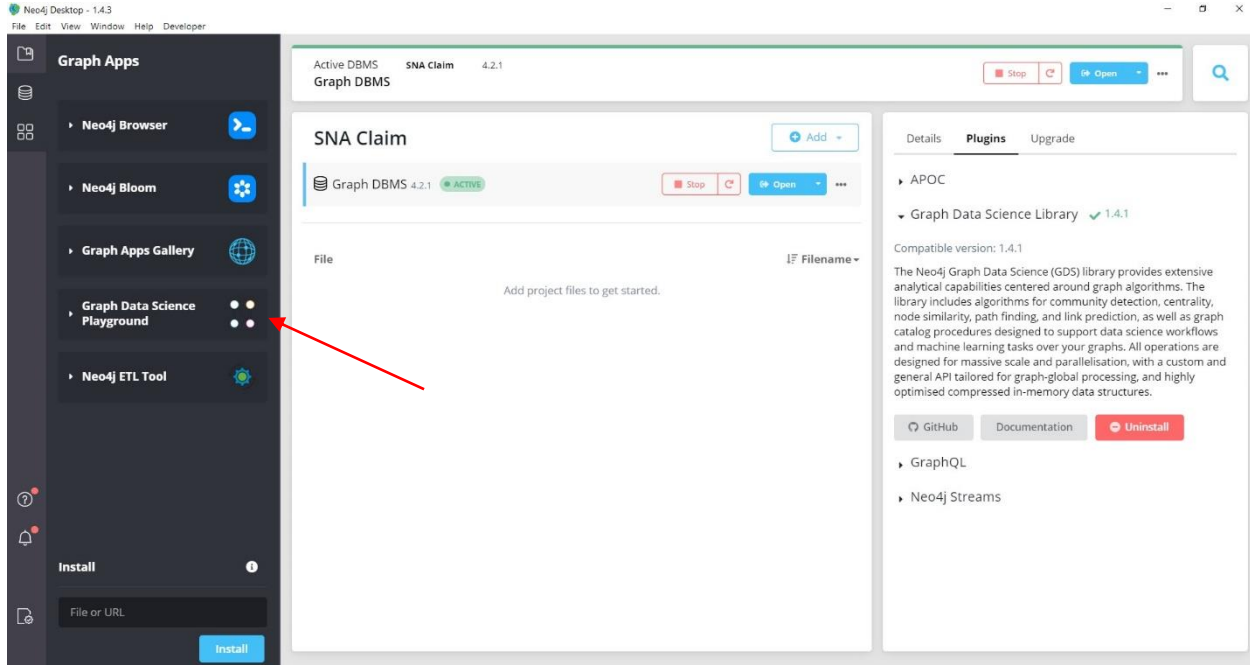 Neo4j Desktop - 1.4.3
File Edit View Window Help Developer
Graph Apps
Neo4j Browser
Neo4j Bloom
Graph Apps Gallery
Graph Data Science
Playground
Neo4j ETL Tool
Install
File or URL
Install
Active DBMS SNA Claim 4.2.1
Graph DBMS
Stop Open
SNA Claim
Add
Graph DBMS 4.2.1 ACTIVE
Stop Open
File Filename
Add project files to get started.
Details Plugins Upgrade
APOC
Graph Data Science Library 1.4.1
Compatible version: 1.4.1
The Neo4j Graph Data Science (GDS) library provides extensive
analytical capabilities centered around graph algorithms. The
library includes algorithms for community detection, centrality,
node similarity, path finding, and link prediction, as well as graph
catalog procedures designed to support data science workflows
and machine learning tasks over your graphs. All operations are
designed for massive scale and parallelisation, with a custom and
general API tailored for graph-global processing, and highly
optimised compressed in-memory data structures.
GitHub Documentation Uninstall
GraphQL
Neo4j Streams